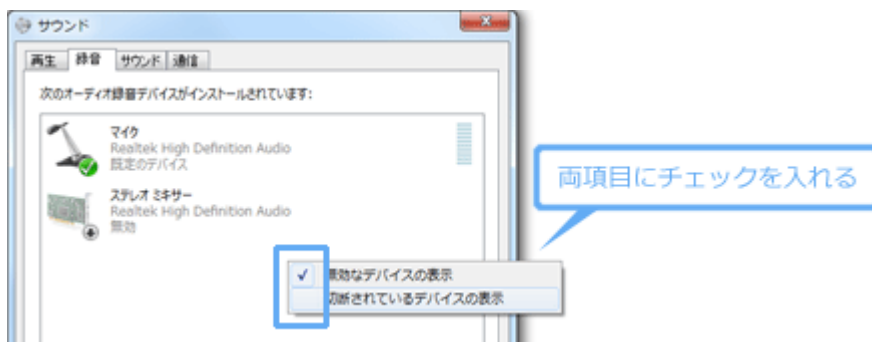 サウンド
再生 録音 サウンド 通信
次のオーディオ録音デバイスがインストールされています:
マイク
Realtek High Definition Audio
既定のデバイス
ステレオ ミキサー
Realtek High Definition Audio
無効
両項目にチェックを入れる
無効なデバイスの表示
切断されているデバイスの表示